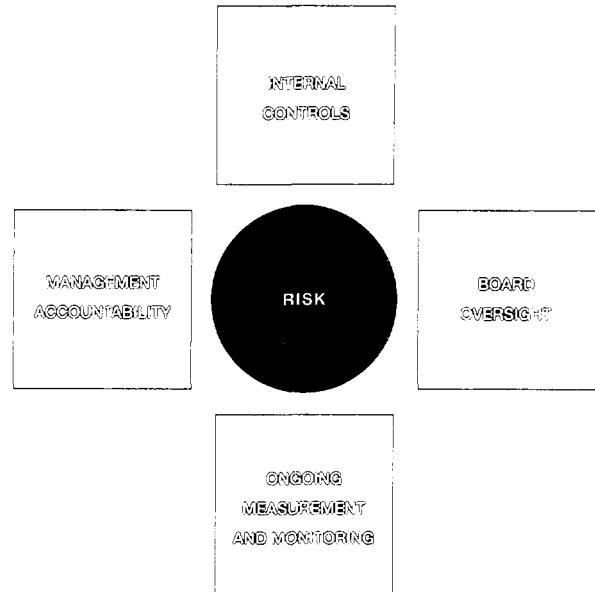 INTERNAL
CONTROLS
MANAGEMENT
ACCOUNTABILITY
RISK
BOARD
OVERSIGHT
ONGOING
MEASUREMENT
AND MONITORING